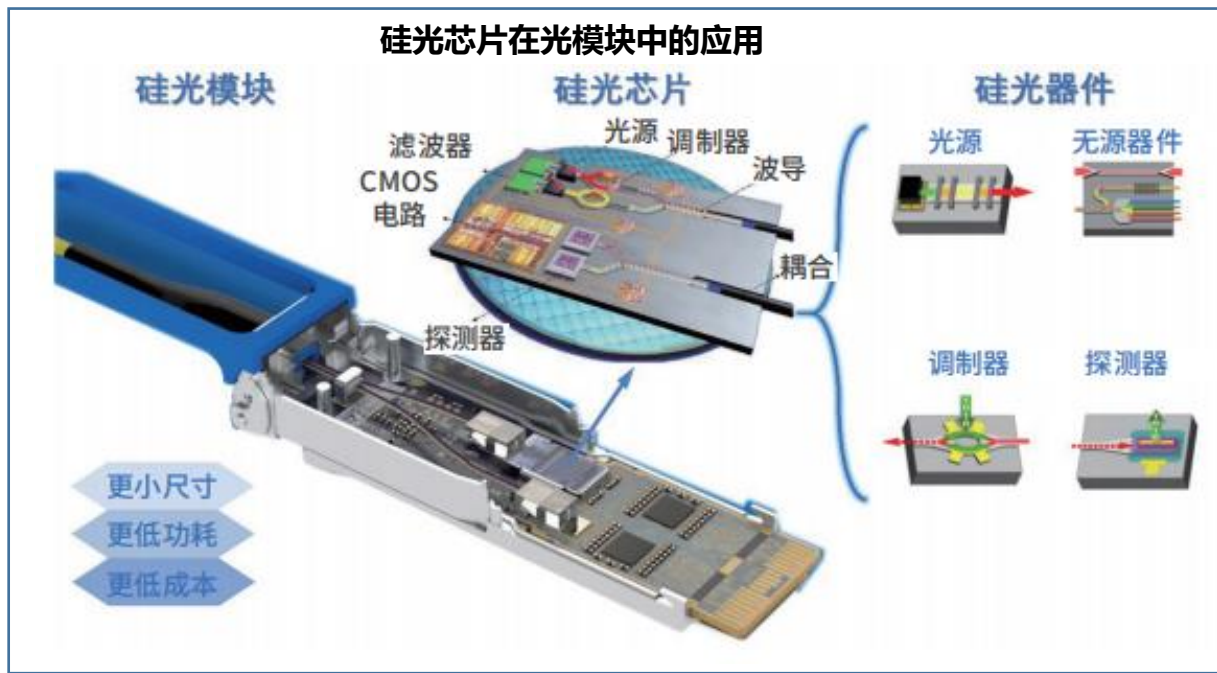 硅光芯片在光模块中的应用
硅光模块
硅光芯片
硅光器件
光源
调制器
滤波器
CMOS
电路
波导
耦合
探测器
光源
无源器件
调制器
探测器
更小尺寸
更低功耗
更低成本